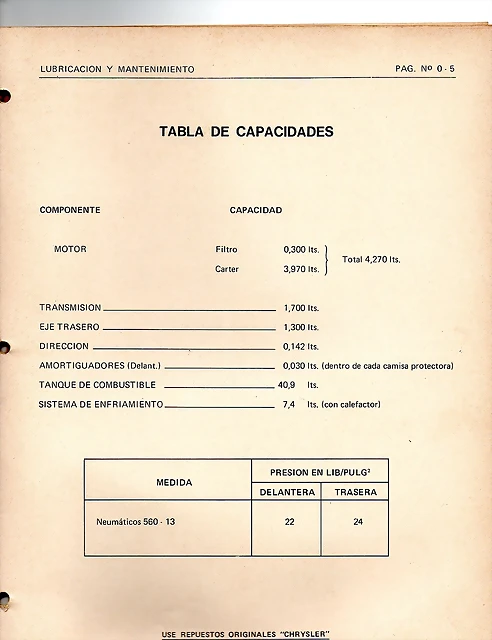 LUBRICACION Y MANTENIMIENTO PAG. Nº 0 - 5
TABLA DE CAPACIDADES
COMPONENTE CAPACIDAD
MOTOR Filtro 0,300 lts.
Total 4,270 lts.
Carter 3,970 lts.
TRANSMISION 1,700 lts.
EJE TRASERO 1,300 lts.
DIRECCION 0,142 lts.
AMORTIGUADORES (Delant.) 0,030 lts. (dentro de cada camisa protectora)
TANQUE DE COMBUSTIBLE 40,9 lts.
SISTEMA DE ENFRIAMIENTO 7,4 lts. (con calefactor)
MEDIDA PRESION EN LIB/PULG²
DELANTERA TRASERA
Neumáticos 560 - 13 22 24
USE REPUESTOS ORIGINALES "CHRYSLER"